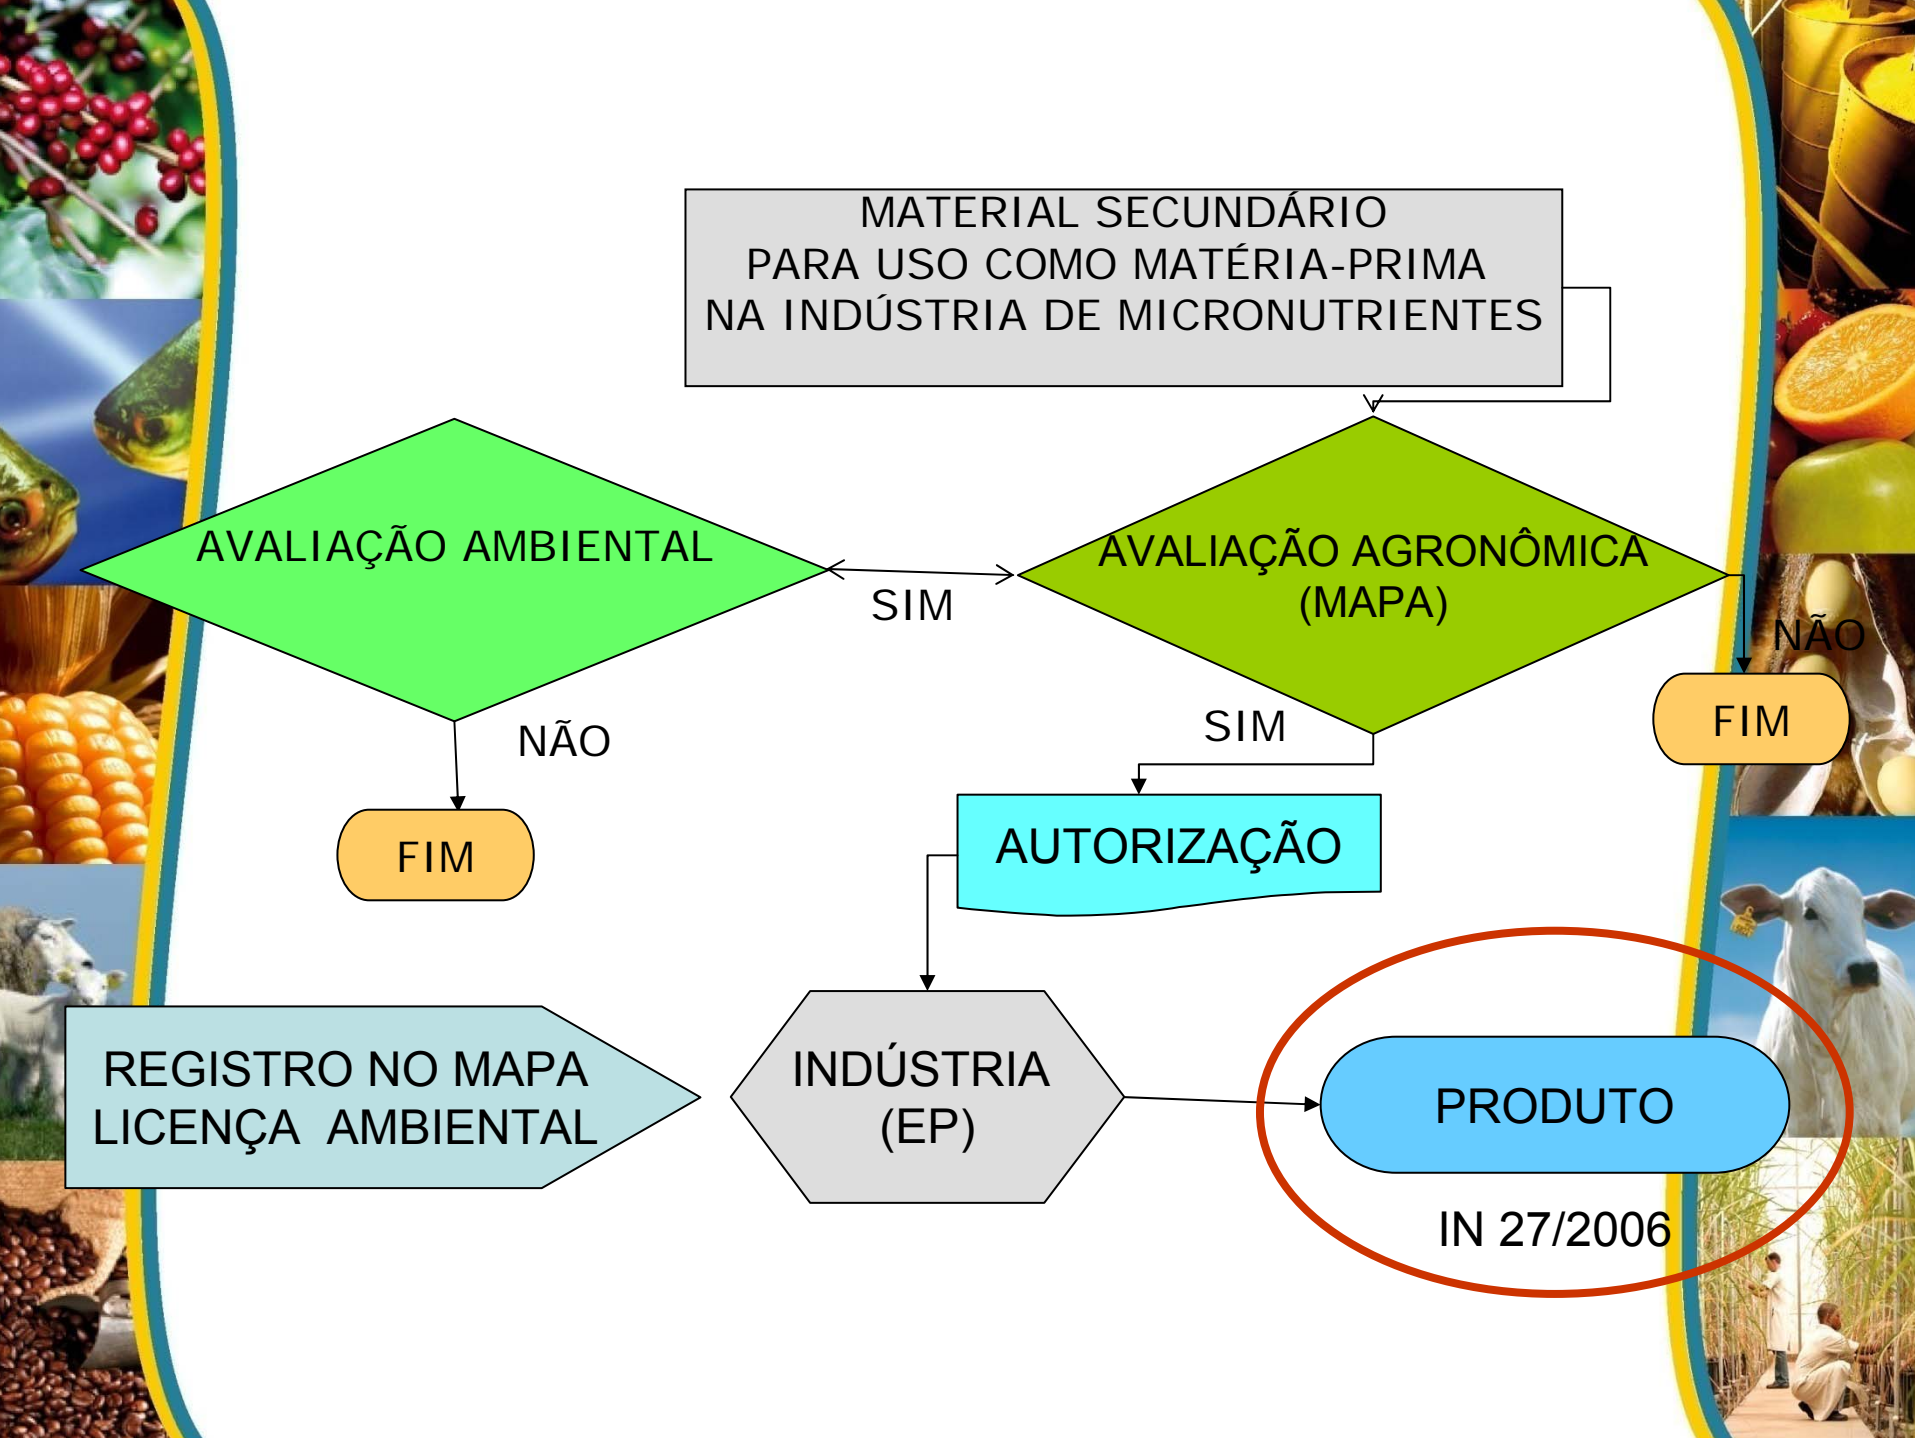 MATERIAL SECUNDÁRIO
PARA USO COMO MATÉRIA-PRIMA
NA INDÚSTRIA DE MICRONUTRIENTES
AVALIAÇÃO AMBIENTAL
SIM
AVALIAÇÃO AGRONÔMICA
(MAPA)
NÃO
FIM
NÃO
FIM
SIM
AUTORIZAÇÃO
REGISTRO NO MAPA
LICENÇA  AMBIENTAL
INDÚSTRIA
(EP)
PRODUTO
IN 27/2006